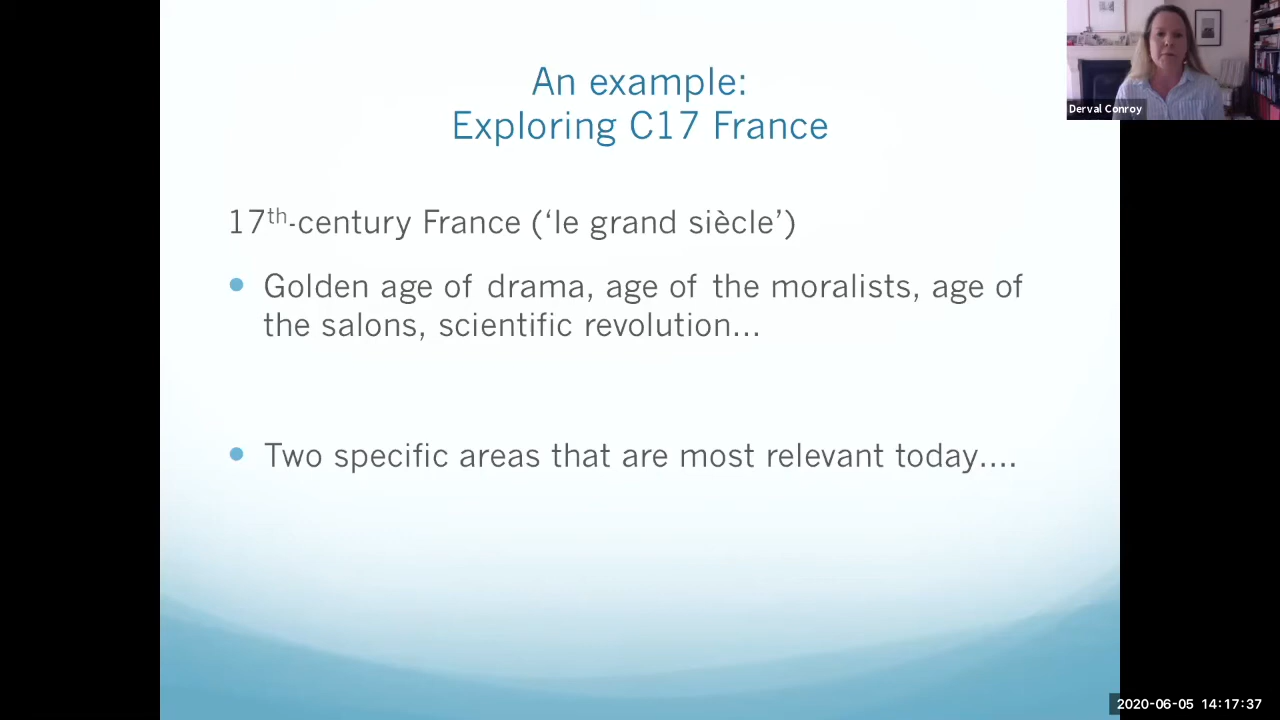 An example:
Exploring C17 France
17th-century France (‘le grand siècle’)
Golden age of drama, age of the moralists, age of
the salons, scientific revolution...
Two specific areas that are most relevant today....
Derval Conroy
2020-06-05 14:17:37